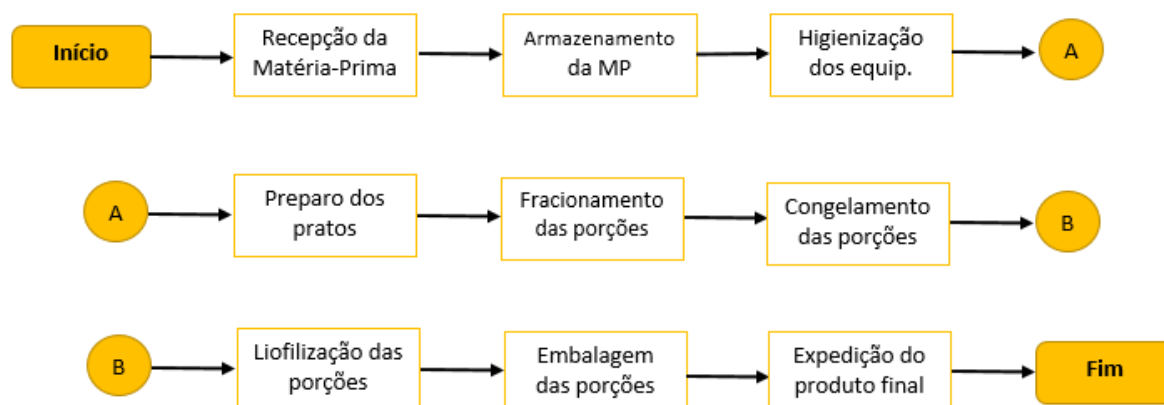 Início
Recepção da
Matéria-Prima
Armazenamento
da MP
Higienização
dos equip.
A
A
Preparo dos
pratos
Fracionamento
das porções
Congelamento
das porções
B
B
Liofilização das
porções
Embalagem
das porções
Expedição do
produto final
Fim